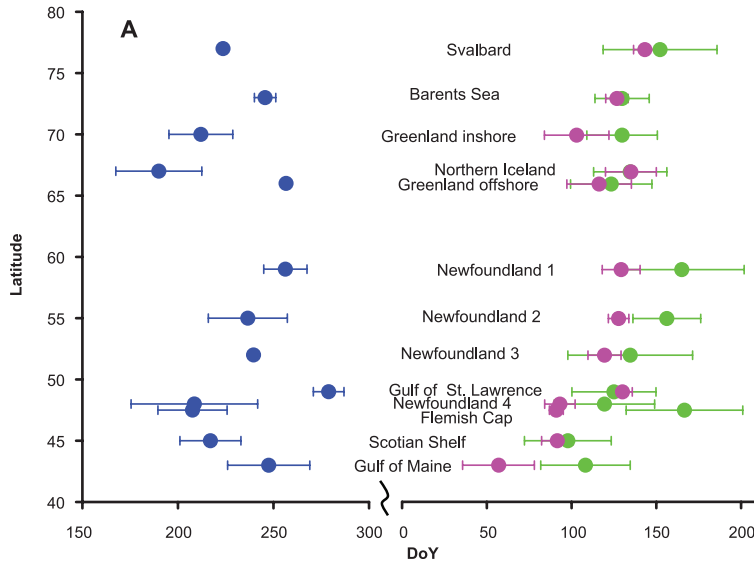 80
A
Svalbard
75
Barents Sea
70
Greenland inshore
Northern Iceland
65
Greenland offshore
60
Newfoundland 1
Latitude
55
Newfoundland 2
Newfoundland 3
50
Gulf of St. Lawrence
Newfoundland 4
Flemish Cap
45
Scotian Shelf
Gulf of Maine
40
150 200 250 300 0 50 100 150 200
DoY